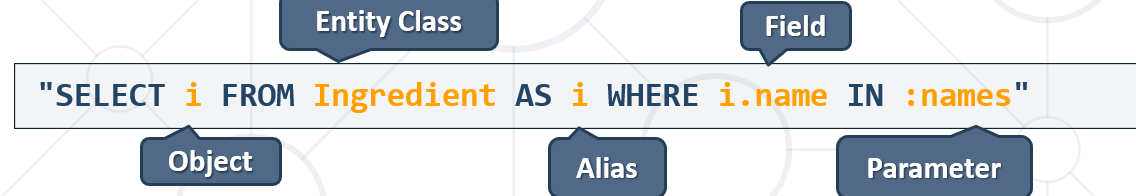 Entity Class
Field
"SELECT i FROM Ingredient AS i WHERE i.name IN :names"
Object
Alias
Parameter